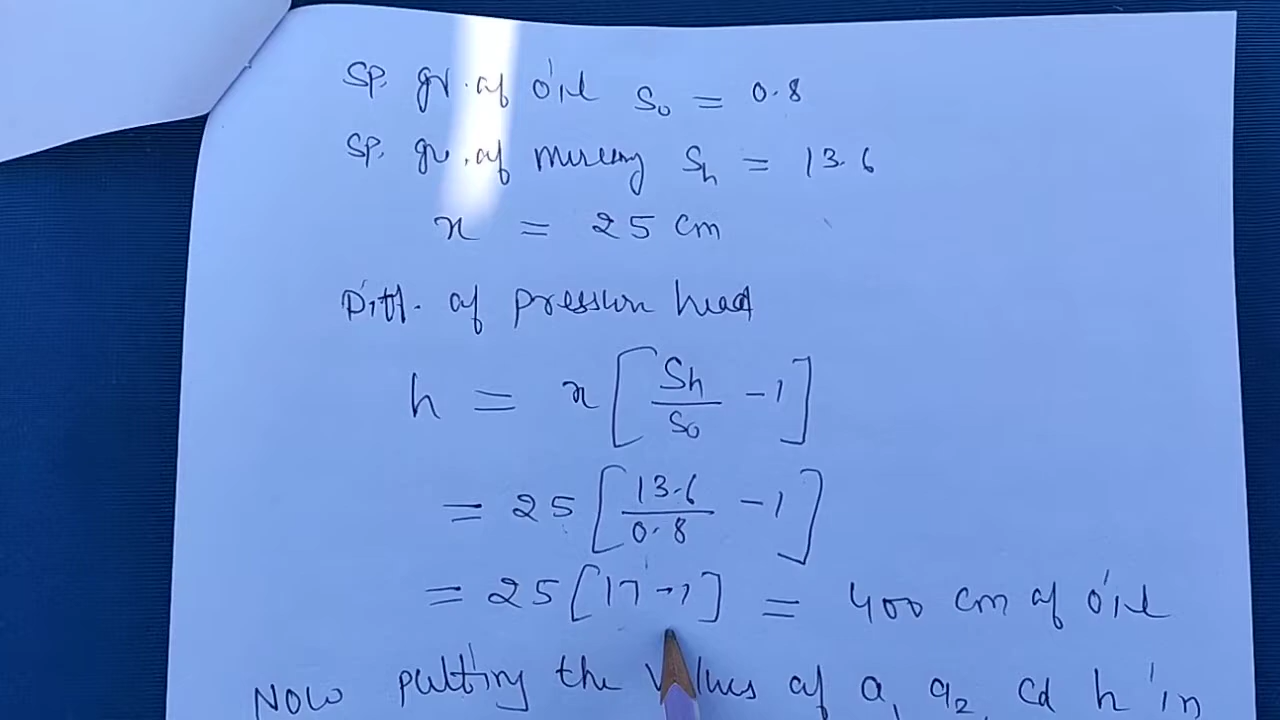 Sp. gr. of oil S₀ = 0.8
Sp. gr. of mercury Sh = 13.6
x = 25 cm
Diff. of pressure head
h = x [Sh/S₀ - 1]
= 25 [13.6/0.8 - 1]
= 25 [17 - 1] = 400 cm of oil
Now putting the values of a₁ a₂ Cd h in